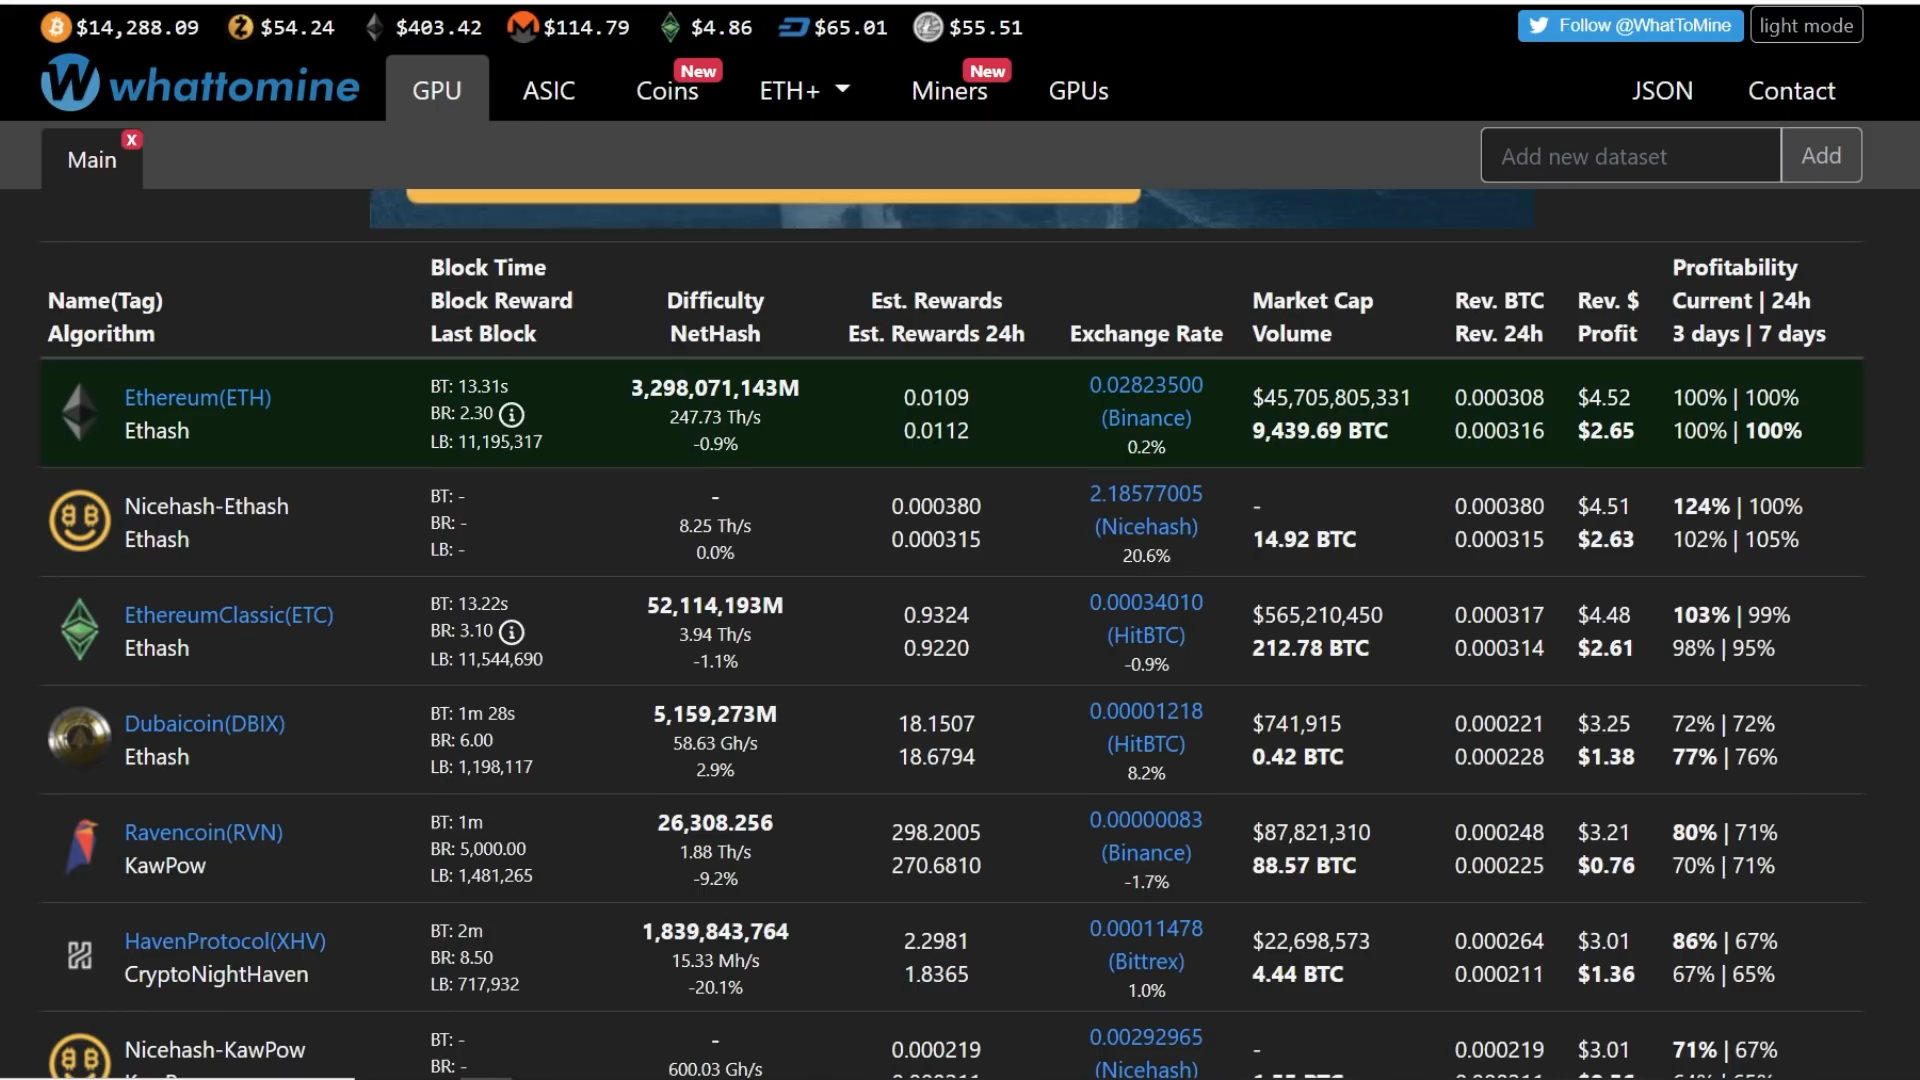 $14,288.09 $54.24 $403.42 $114.79 $4.86 $65.01 $55.51 Follow @WhatToMine light mode
whattomine GPU ASIC Coins New ETH+ Miners New GPUs JSON Contact
Main x Add new dataset Add
Name(Tag)
Algorithm
Block Time
Block Reward
Last Block
Difficulty
NetHash
Est. Rewards
Est. Rewards 24h
Exchange Rate
Market Cap
Volume
Rev. BTC
Rev. 24h
Rev. $
Profit
Profitability
Current | 24h
3 days | 7 days
Ethereum(ETH)
Ethash
BT: 13.31s
BR: 2.30
LB: 11,195,317
3,298,071,143M
247.73 Th/s
-0.9%
0.0109
0.0112
0.02823500
(Binance)
0.2%
$45,705,805,331
9,439.69 BTC
0.000308
0.000316
$4.52
$2.65
100% | 100%
100% | 100%
Nicehash-Ethash
Ethash
BT: -
BR: -
LB: -
-
8.25 Th/s
0.0%
0.000380
0.000315
2.18577005
(Nicehash)
20.6%
-
14.92 BTC
0.000380
0.000315
$4.51
$2.63
124% | 100%
102% | 105%
EthereumClassic(ETC)
Ethash
BT: 13.22s
BR: 3.10
LB: 11,544,690
52,114,193M
3.94 Th/s
-1.1%
0.9324
0.9220
0.00034010
(HitBTC)
-0.9%
$565,210,450
212.78 BTC
0.000317
0.000314
$4.48
$2.61
103% | 99%
98% | 95%
Dubaicoin(DBIX)
Ethash
BT: 1m 28s
BR: 6.00
LB: 1,198,117
5,159,273M
58.63 Gh/s
2.9%
18.1507
18.6794
0.00001218
(HitBTC)
8.2%
$741,915
0.42 BTC
0.000221
0.000228
$3.25
$1.38
72% | 72%
77% | 76%
Ravencoin(RVN)
KawPow
BT: 1m
BR: 5,000.00
LB: 1,481,265
26,308.256
1.88 Th/s
-9.2%
298.2005
270.6810
0.00000083
(Binance)
-1.7%
$87,821,310
88.57 BTC
0.000248
0.000225
$3.21
$0.76
80% | 71%
70% | 71%
HavenProtocol(XHV)
CryptoNightHaven
BT: 2m
BR: 8.50
LB: 717,932
1,839,843,764
15.33 Mh/s
-20.1%
2.2981
1.8365
0.00011478
(Bittrex)
1.0%
$22,698,573
4.44 BTC
0.000264
0.000211
$3.01
$1.36
86% | 67%
67% | 65%
Nicehash-KawPow
BT: -
BR: -
-
600.03 Gh/s
0.000219
0.00292965
(Nicehash)
-
0.000219
$3.01
71% | 67%